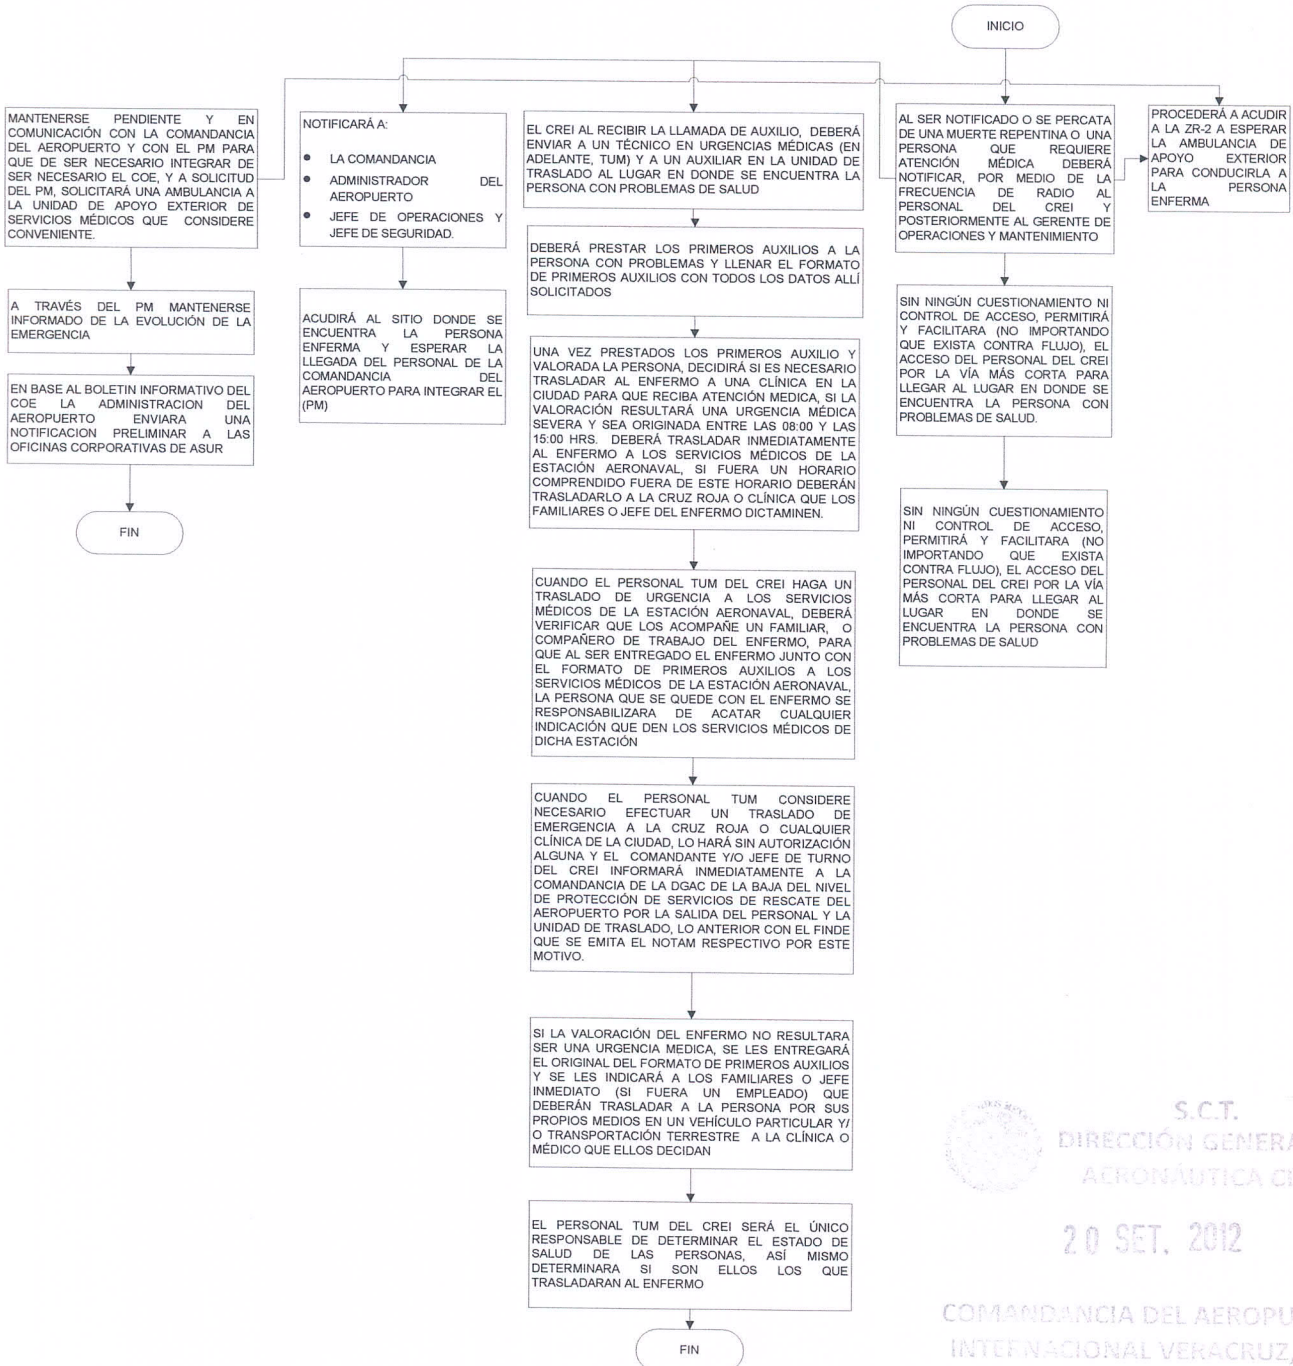 INICIO
MANTENERSE PENDIENTE Y EN
COMUNICACIÓN CON LA COMANDANCIA
DEL AEROPUERTO Y CON EL PM PARA
QUE DE SER NECESARIO INTEGRAR DE
SER NECESARIO EL COE, Y A SOLICITUD
DEL PM, SOLICITARÁ UNA AMBULANCIA A
LA UNIDAD DE APOYO EXTERIOR DE
SERVICIOS MÉDICOS QUE CONSIDERE
CONVENIENTE.
A TRAVÉS DEL PM MANTENERSE
INFORMADO DE LA EVOLUCIÓN DE LA
EMERGENCIA
EN BASE AL BOLETIN INFORMATIVO DEL
COE LA ADMINISTRACION DEL
AEROPUERTO ENVIARA UNA
NOTIFICACION PRELIMINAR A LAS
OFICINAS CORPORATIVAS DE ASUR
FIN
NOTIFICARÁ A:
• LA COMANDANCIA
• ADMINISTRADOR DEL
AEROPUERTO
• JEFE DE OPERACIONES Y
JEFE DE SEGURIDAD.
ACUDIRÁ AL SITIO DONDE SE
ENCUENTRA LA PERSONA
ENFERMA Y ESPERAR LA
LLEGADA DEL PERSONAL DE LA
COMANDANCIA DEL
AEROPUERTO PARA INTEGRAR EL
(PM)
EL CREI AL RECIBIR LA LLAMADA DE AUXILIO, DEBERÁ
ENVIAR A UN TÉCNICO EN URGENCIAS MÉDICAS (EN
ADELANTE, TUM) Y A UN AUXILIAR EN LA UNIDAD DE
TRASLADO AL LUGAR EN DONDE SE ENCUENTRA LA
PERSONA CON PROBLEMAS DE SALUD
DEBERÁ PRESTAR LOS PRIMEROS AUXILIOS A LA
PERSONA CON PROBLEMAS Y LLENAR EL FORMATO
DE PRIMEROS AUXILIOS CON TODOS LOS DATOS ALLÍ
SOLICITADOS
UNA VEZ PRESTADOS LOS PRIMEROS AUXILIO Y
VALORADA LA PERSONA, DECIDIRÁ SI ES NECESARIO
TRASLADAR AL ENFERMO A UNA CLÍNICA EN LA
CIUDAD PARA QUE RECIBA ATENCIÓN MEDICA, SI LA
VALORACIÓN RESULTARÁ UNA URGENCIA MÉDICA
SEVERA Y SEA ORIGINADA ENTRE LAS 08:00 Y LAS
15:00 HRS. DEBERÁ TRASLADAR INMEDIATAMENTE
AL ENFERMO A LOS SERVICIOS MÉDICOS DE LA
ESTACIÓN AERONAVAL, SI FUERA UN HORARIO
COMPRENDIDO FUERA DE ESTE HORARIO DEBERÁN
TRASLADARLO A LA CRUZ ROJA O CLÍNICA QUE LOS
FAMILIARES O JEFE DEL ENFERMO DICTAMINEN.
CUANDO EL PERSONAL TUM DEL CREI HAGA UN
TRASLADO DE URGENCIA A LOS SERVICIOS
MÉDICOS DE LA ESTACIÓN AERONAVAL, DEBERÁ
VERIFICAR QUE LOS ACOMPAÑE UN FAMILIAR, O
COMPAÑERO DE TRABAJO DEL ENFERMO, PARA
QUE AL SER ENTREGADO EL ENFERMO JUNTO CON
EL FORMATO DE PRIMEROS AUXILIOS A LOS
SERVICIOS MÉDICOS DE LA ESTACIÓN AERONAVAL,
LA PERSONA QUE SE QUEDE CON EL ENFERMO SE
RESPONSABILIZARA DE ACATAR CUALQUIER
INDICACIÓN QUE DEN LOS SERVICIOS MÉDICOS DE
DICHA ESTACIÓN
CUANDO EL PERSONAL TUM CONSIDERE
NECESARIO EFECTUAR UN TRASLADO DE
EMERGENCIA A LA CRUZ ROJA O CUALQUIER
CLÍNICA DE LA CIUDAD, LO HARÁ SIN AUTORIZACIÓN
ALGUNA Y EL COMANDANTE Y/O JEFE DE TURNO
DEL CREI INFORMARÁ INMEDIATAMENTE A LA
COMANDANCIA DE LA DGAC DE LA BAJA DEL NIVEL
DE PROTECCIÓN DE SERVICIOS DE RESCATE DEL
AEROPUERTO POR LA SALIDA DEL PERSONAL Y LA
UNIDAD DE TRASLADO, LO ANTERIOR CON EL FINDE
QUE SE EMITA EL NOTAM RESPECTIVO POR ESTE
MOTIVO.
SI LA VALORACIÓN DEL ENFERMO NO RESULTARA
SER UNA URGENCIA MEDICA, SE LES ENTREGARÁ
EL ORIGINAL DEL FORMATO DE PRIMEROS AUXILIOS
Y SE LES INDICARÁ A LOS FAMILIARES O JEFE
INMEDIATO (SI FUERA UN EMPLEADO) QUE
DEBERÁN TRASLADAR A LA PERSONA POR SUS
PROPIOS MEDIOS EN UN VEHÍCULO PARTICULAR Y/
O TRANSPORTACIÓN TERRESTRE A LA CLÍNICA O
MÉDICO QUE ELLOS DECIDAN
EL PERSONAL TUM DEL CREI SERÁ EL ÚNICO
RESPONSABLE DE DETERMINAR EL ESTADO DE
SALUD DE LAS PERSONAS, ASÍ MISMO
DETERMINARA SI SON ELLOS LOS QUE
TRASLADARAN AL ENFERMO
FIN
AL SER NOTIFICADO O SE PERCATA
DE UNA MUERTE REPENTINA O UNA
PERSONA QUE REQUIERE
ATENCIÓN MÉDICA DEBERÁ
NOTIFICAR, POR MEDIO DE LA
FRECUENCIA DE RADIO AL
PERSONAL DEL CREI Y
POSTERIORMENTE AL GERENTE DE
OPERACIONES Y MANTENIMIENTO
SIN NINGÚN CUESTIONAMIENTO NI
CONTROL DE ACCESO, PERMITIRÁ
Y FACILITARA (NO IMPORTANDO
QUE EXISTA CONTRA FLUJO), EL
ACCESO DEL PERSONAL DEL CREI
POR LA VÍA MÁS CORTA PARA
LLEGAR AL LUGAR EN DONDE SE
ENCUENTRA LA PERSONA CON
PROBLEMAS DE SALUD.
SIN NINGÚN CUESTIONAMIENTO
NI CONTROL DE ACCESO,
PERMITIRÁ Y FACILITARA (NO
IMPORTANDO QUE EXISTA
CONTRA FLUJO), EL ACCESO DEL
PERSONAL DEL CREI POR LA VÍA
MÁS CORTA PARA LLEGAR AL
LUGAR EN DONDE SE
ENCUENTRA LA PERSONA CON
PROBLEMAS DE SALUD
PROCEDERÁ A ACUDIR
A LA ZR-2 A ESPERAR
LA AMBULANCIA DE
APOYO EXTERIOR
PARA CONDUCIRLA A
LA PERSONA
ENFERMA
S.C.T.
DIRECCIÓN GENERA
AERONÁUTICA CI
20 SET. 2012
COMANDANCIA DEL AEROPU
INTERNACIONAL VERACRUZ,